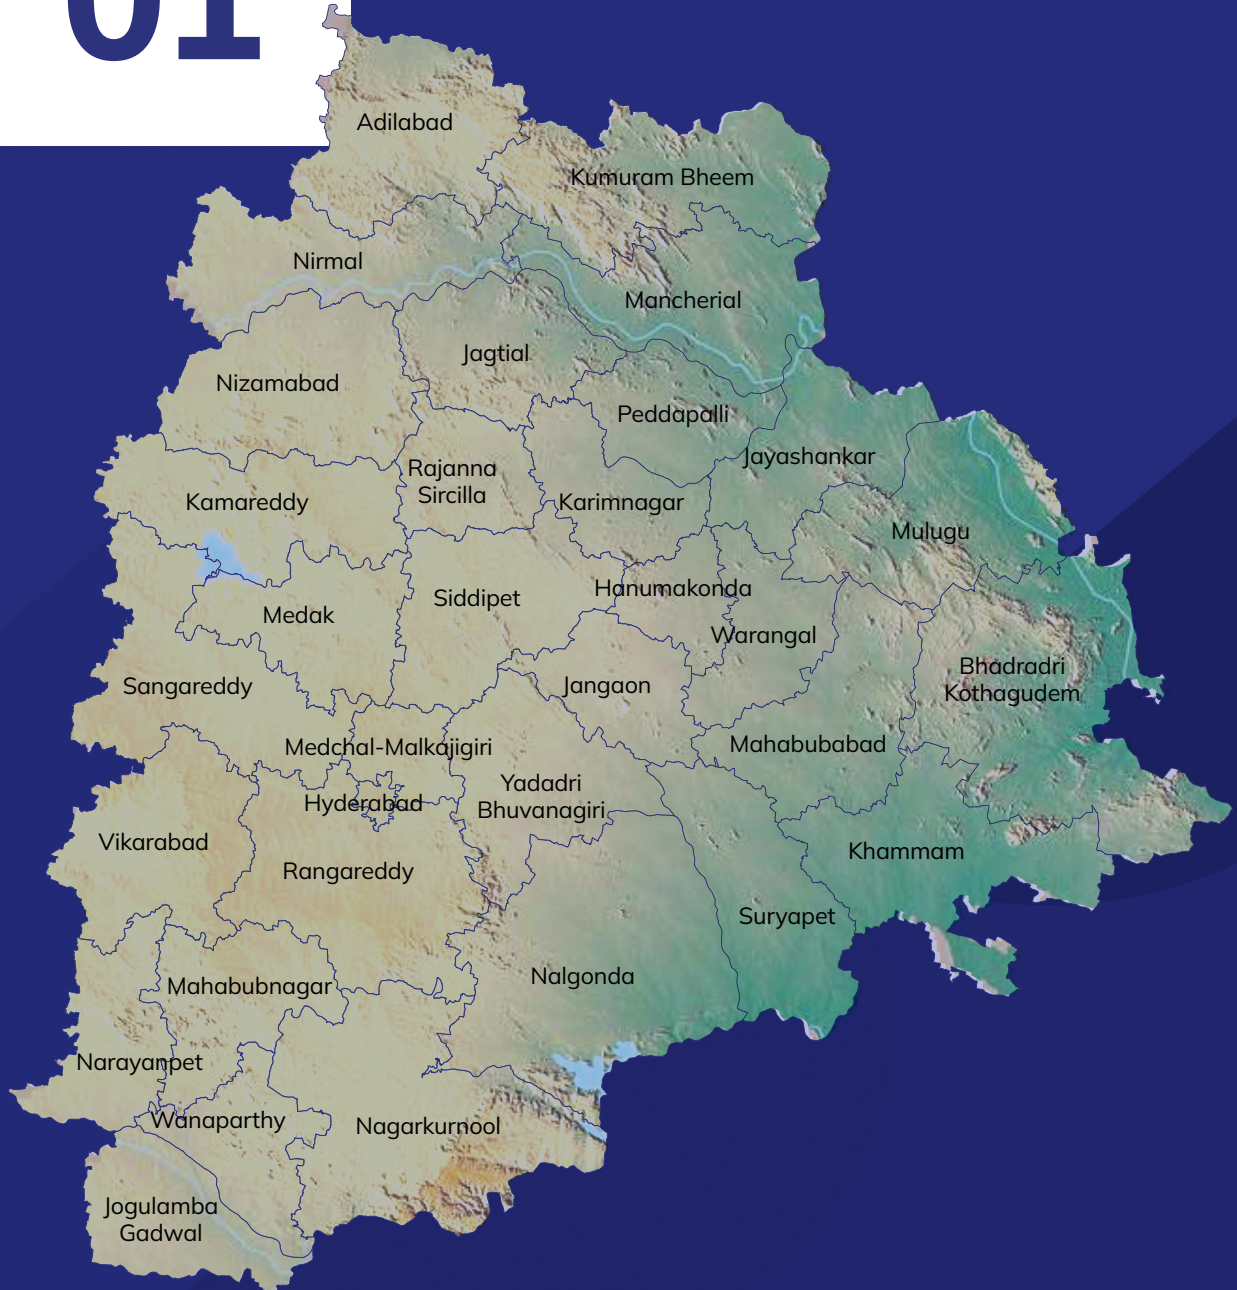 01
Adilabad
Kumuram Bheem
Nirmal
Mancherial
Jagtial
Nizamabad
Peddapalli
Jayashankar
Rajanna
Sircilla
Kamareddy
Karimnagar
Mulugu
Hanumakonda
Siddipet
Medak
Warangal
Bhadradri
Kothagudem
Sangareddy
Jangaon
Mahabubabad
Medchal-Malkajigiri
Yadadri
Bhuvanagiri
Hyderabad
Vikarabad
Khammam
Rangareddy
Suryapet
Nalgonda
Mahabubnagar
Narayanpet
Wanaparthy
Nagarkurnool
Jogulamba
Gadwal